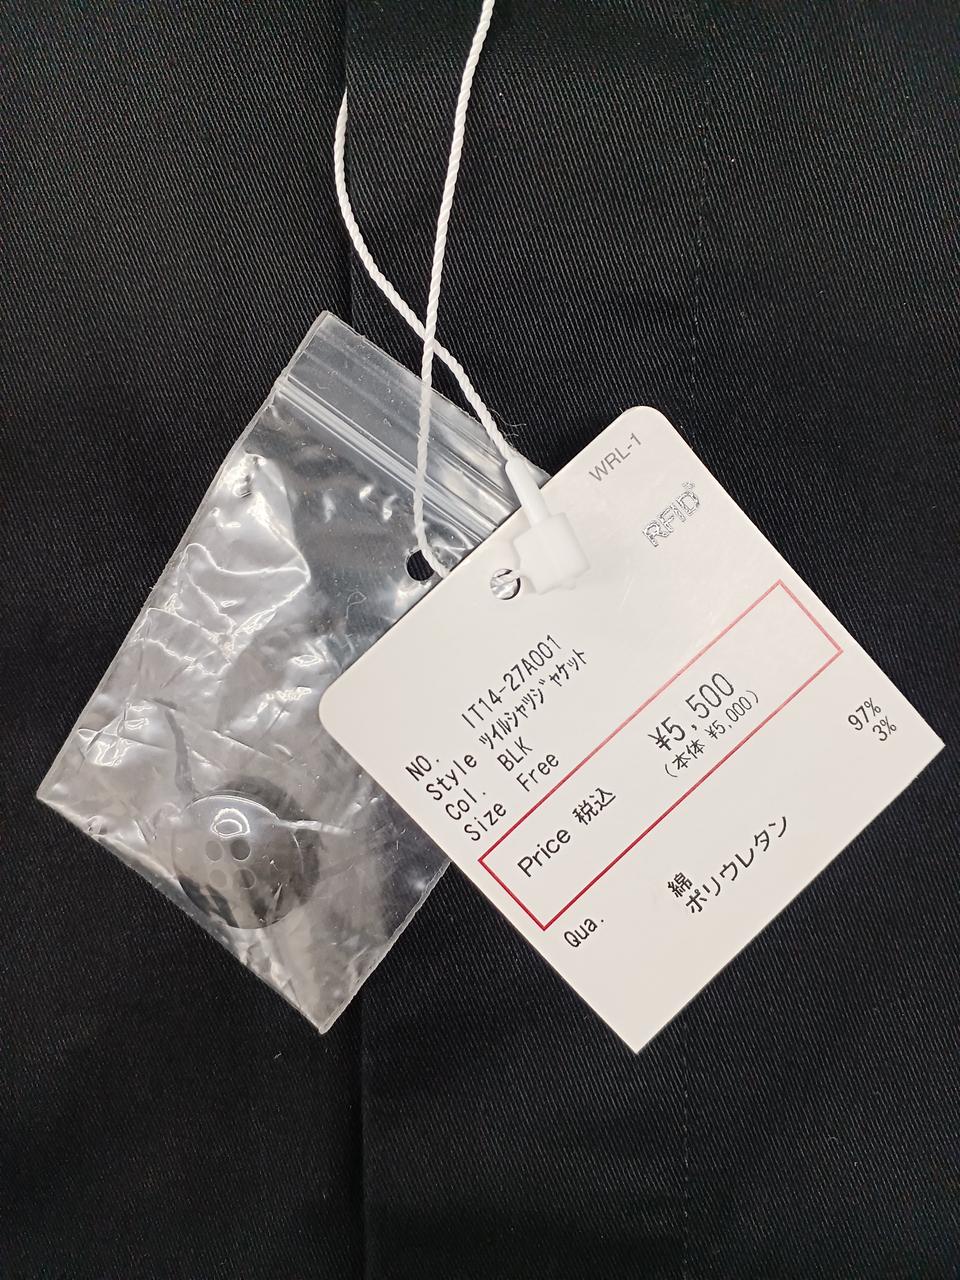 WRL-1
RFID
NO. IT14-27A001
Style ツイルシャツジャケット
Col. BLK
Size Free
Price 税込 ¥5,500
(本体 ¥5,000)
Qua. 綿 97%
ポリウレタン 3%